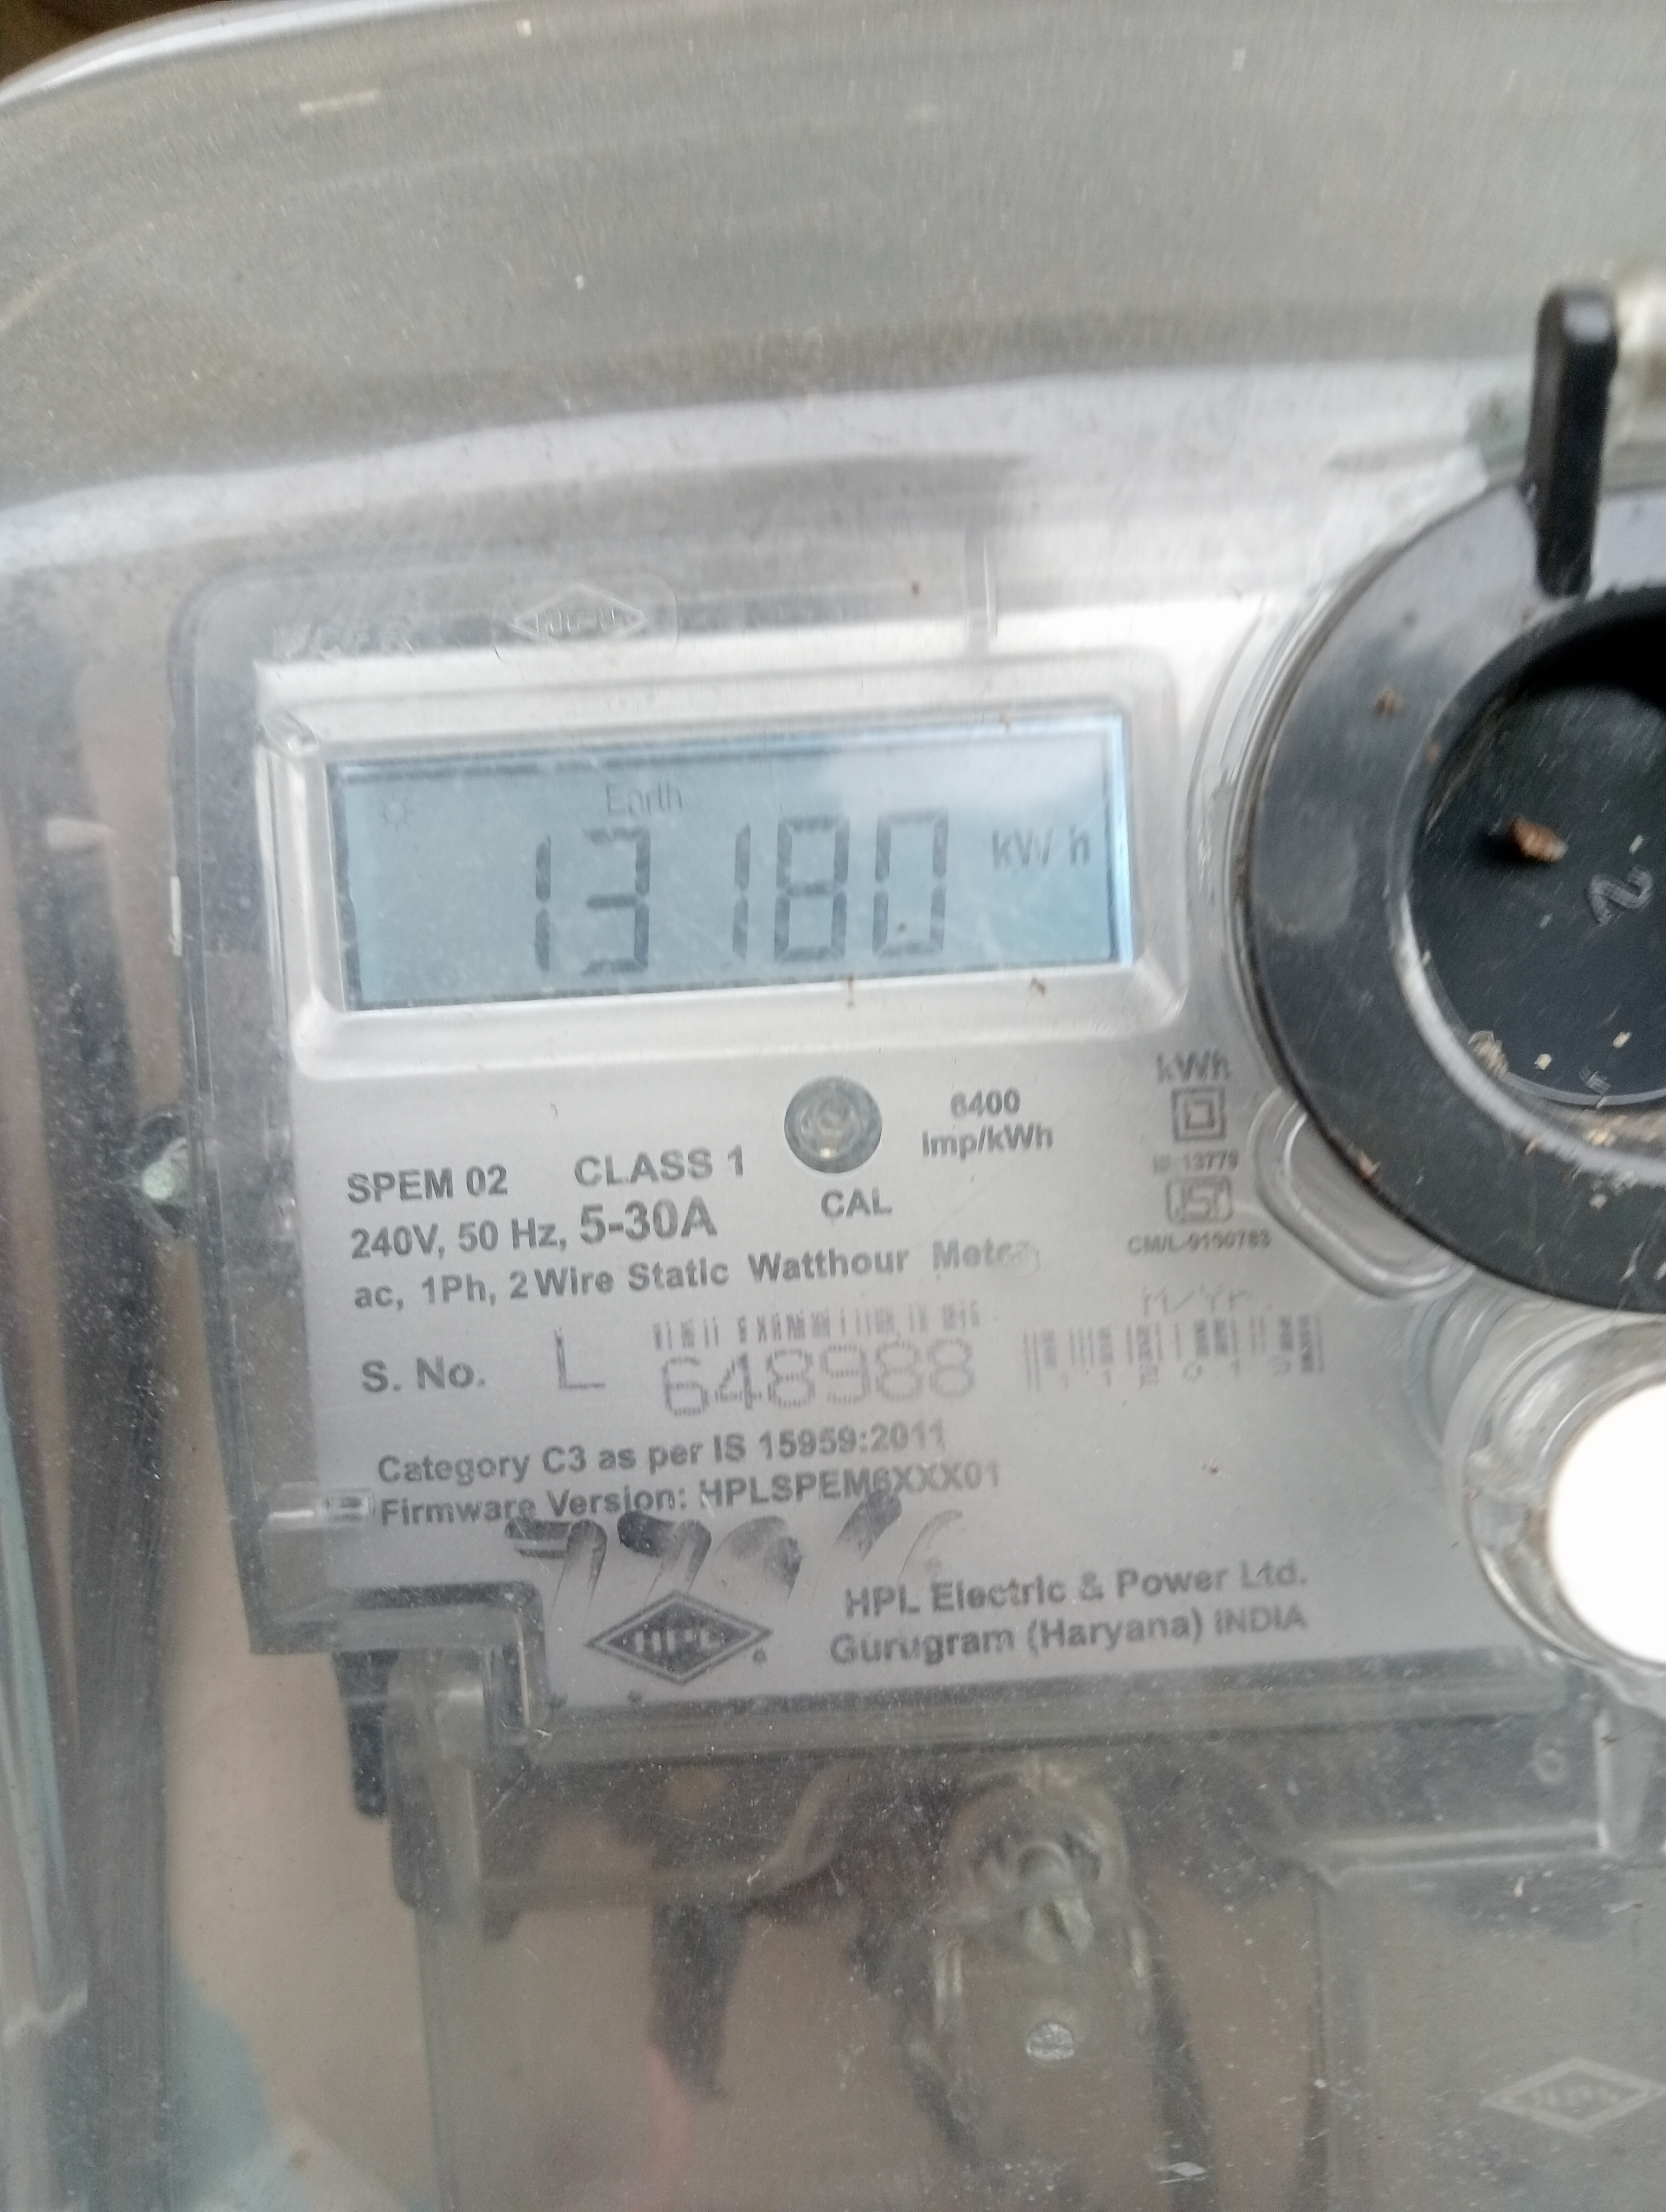 HPL
Earth
13180 kWh
kWh
6400
Imp/kWh
SPEM 02 CLASS 1
CAL
240V, 50 Hz, 5-30A
ac, 1Ph, 2 Wire Static Watthour Meter
M/Yr.
S. No. L 648988
Category C3 as per IS 15959:2011
Firmware Version: HPLSPEM6XXX01
HPL
HPL Electric & Power Ltd.
Gurugram (Haryana) INDIA
HPL